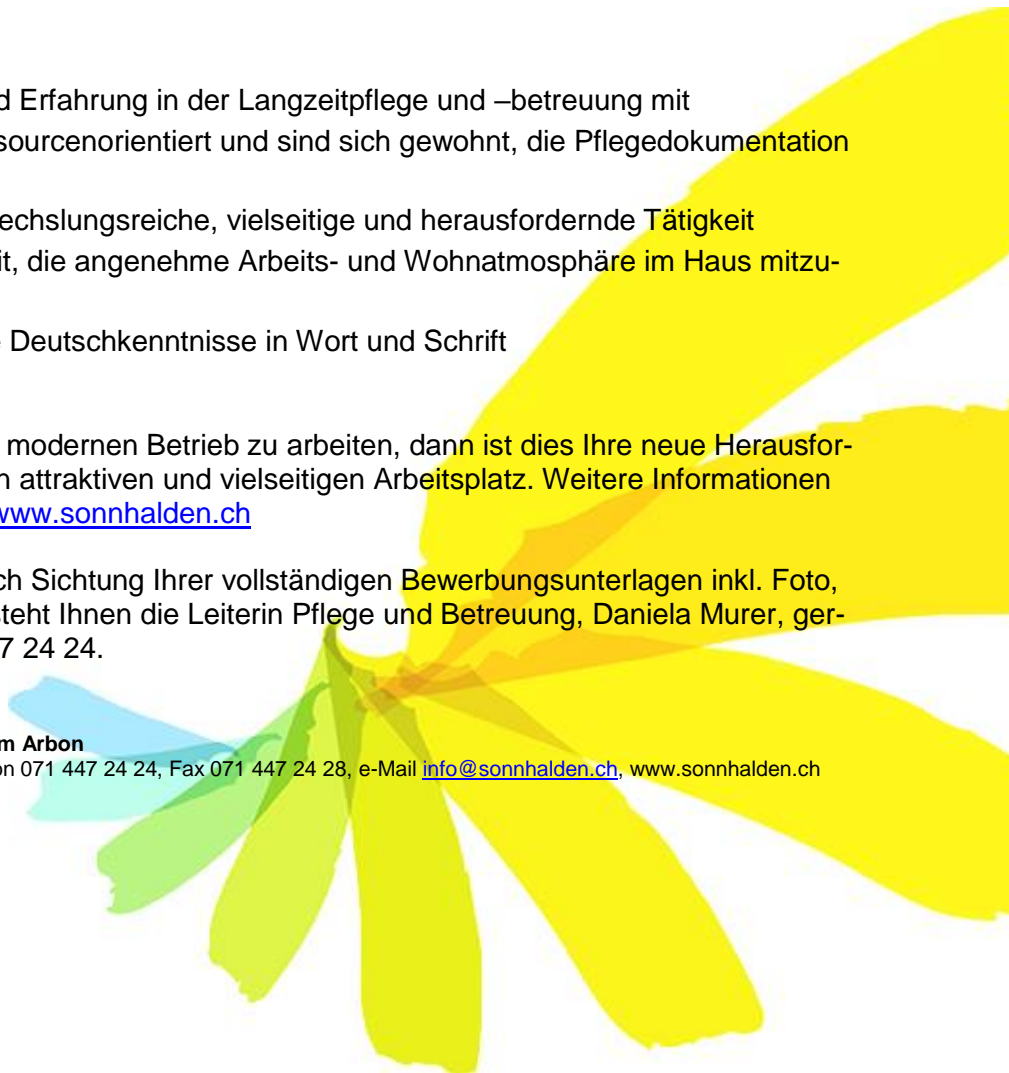 d Erfahrung in der Langzeitpflege und –betreuung mit
sourcenorientiert und sind sich gewohnt, die Pflegedokumentation
echslungsreiche, vielseitige und herausfordernde Tätigkeit
it, die angenehme Arbeits- und Wohnatmosphäre im Haus mitzu-
e Deutschkenntnisse in Wort und Schrift
modernen Betrieb zu arbeiten, dann ist dies Ihre neue Herausfor-
n attraktiven und vielseitigen Arbeitsplatz. Weitere Informationen
www.sonnhalden.ch
ch Sichtung Ihrer vollständigen Bewerbungsunterlagen inkl. Foto,
steht Ihnen die Leiterin Pflege und Betreuung, Daniela Murer, ger-
7 24 24.
m Arbon
on 071 447 24 24, Fax 071 447 24 28, e-Mail info@sonnhalden.ch, www.sonnhalden.ch